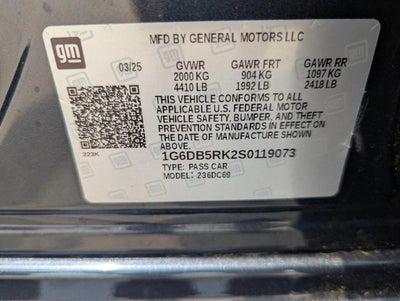 gm
MFD BY GENERAL MOTORS LLC
03/25 GVWR GAWR FRT GAWR RR
2000 KG 904 KG 1097 KG
4410 LB 1992 LB 2418 LB
THIS VEHICLE CONFORMS TO ALL
APPLICABLE U.S. FEDERAL MOTOR
VEHICLE SAFETY, BUMPER, AND THEFT
PREVENTION STANDARDS IN EFFECT ON
THE DATE OF MANUFACTURE SHOWN
ABOVE.
223K
1G6DB5RK2S0119073
TYPE: PASS CAR
MODEL: 236DC69